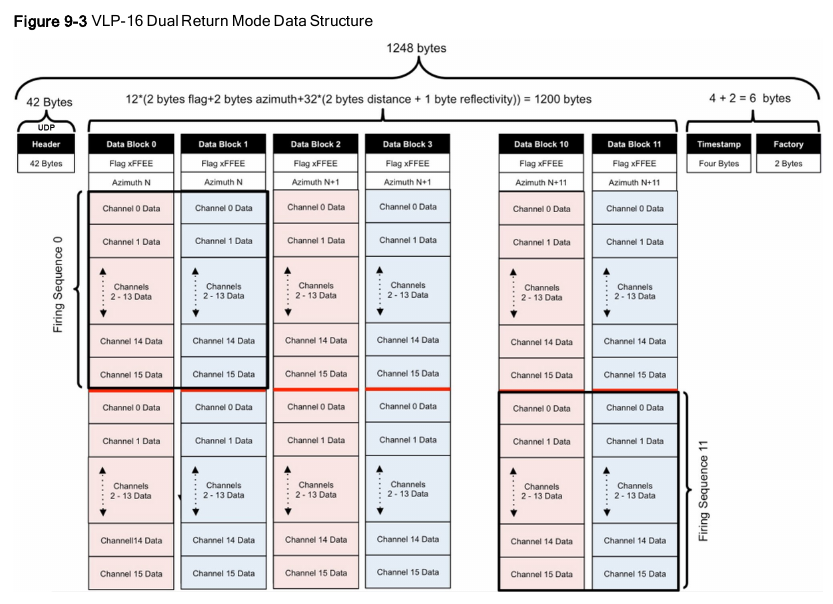 Figure 9-3 VLP-16 Dual Return Mode Data Structure
1248 bytes
42 Bytes 12*(2 bytes flag+2 bytes azimuth+32*(2 bytes distance + 1 byte reflectivity)) = 1200 bytes 4 + 2 = 6 bytes
UDP
Header Data Block 0 Data Block 1 Data Block 2 Data Block 3 Data Block 10 Data Block 11 Timestamp Factory
42 Bytes Flag xFFEE Flag xFFEE Flag xFFEE Flag xFFEE Flag xFFEE Flag xFFEE Four Bytes 2 Bytes
Azimuth N Azimuth N Azimuth N+1 Azimuth N+1 Azimuth N+11 Azimuth N+11
Firing Sequence 0
Channel 0 Data Channel 0 Data Channel 0 Data Channel 0 Data Channel 0 Data Channel 0 Data
Channel 1 Data Channel 1 Data Channel 1 Data Channel 1 Data Channel 1 Data Channel 1 Data
Channels Channels Channels Channels Channels Channels
2 - 13 Data 2 - 13 Data 2 - 13 Data 2 - 13 Data 2 - 13 Data 2 - 13 Data
Channel 14 Data Channel 14 Data Channel 14 Data Channel 14 Data Channel 14 Data Channel 14 Data
Channel 15 Data Channel 15 Data Channel 15 Data Channel 15 Data Channel 15 Data Channel 15 Data
Channel 0 Data Channel 0 Data Channel 0 Data Channel 0 Data Channel 0 Data Channel 0 Data
Channel 1 Data Channel 1 Data Channel 1 Data Channel 1 Data Channel 1 Data Channel 1 Data
Channels Channels Channels Channels Channels Channels
2 - 13 Data 2 - 13 Data 2 - 13 Data 2 - 13 Data 2 - 13 Data 2 - 13 Data
Channell14 Data Channel 14 Data Channel 14 Data Channel 14 Data Channel 14 Data Channel 14 Data
Channel 15 Data Channel 15 Data Channel 15 Data Channel 15 Data Channel 15 Data Channel 15 Data
Firing Sequence 11